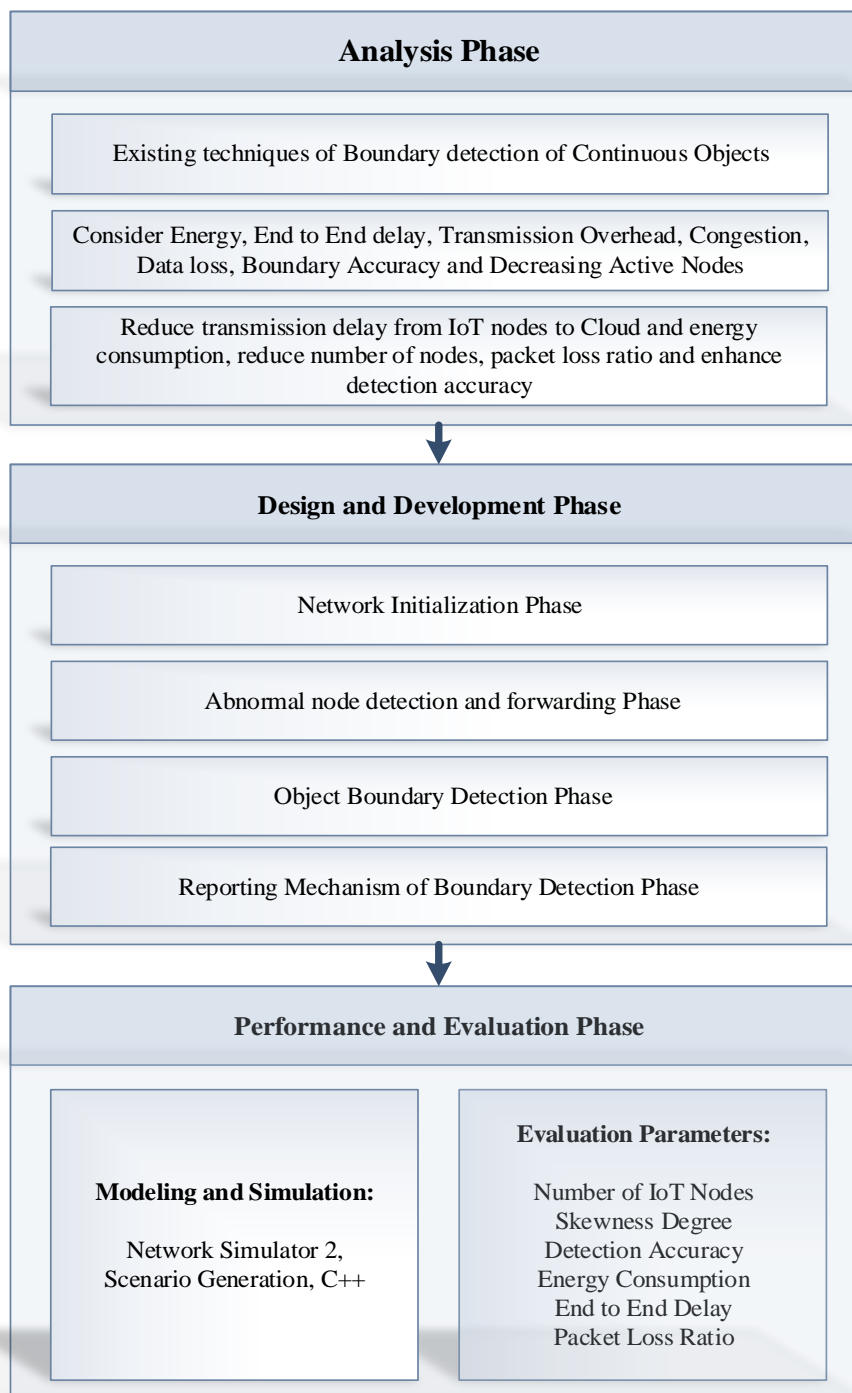 Analysis Phase
Existing techniques of Boundary detection of Continuous Objects
Consider Energy, End to End delay, Transmission Overhead, Congestion,
Data loss, Boundary Accuracy and Decreasing Active Nodes
Reduce transmission delay from IoT nodes to Cloud and energy
consumption, reduce number of nodes, packet loss ratio and enhance
detection accuracy
Design and Development Phase
Network Initialization Phase
Abnormal node detection and forwarding Phase
Object Boundary Detection Phase
Reporting Mechanism of Boundary Detection Phase
Performance and Evaluation Phase
Modeling and Simulation:
Network Simulator 2,
Scenario Generation, C++
Evaluation Parameters:
Number of IoT Nodes
Skewness Degree
Detection Accuracy
Energy Consumption
End to End Delay
Packet Loss Ratio